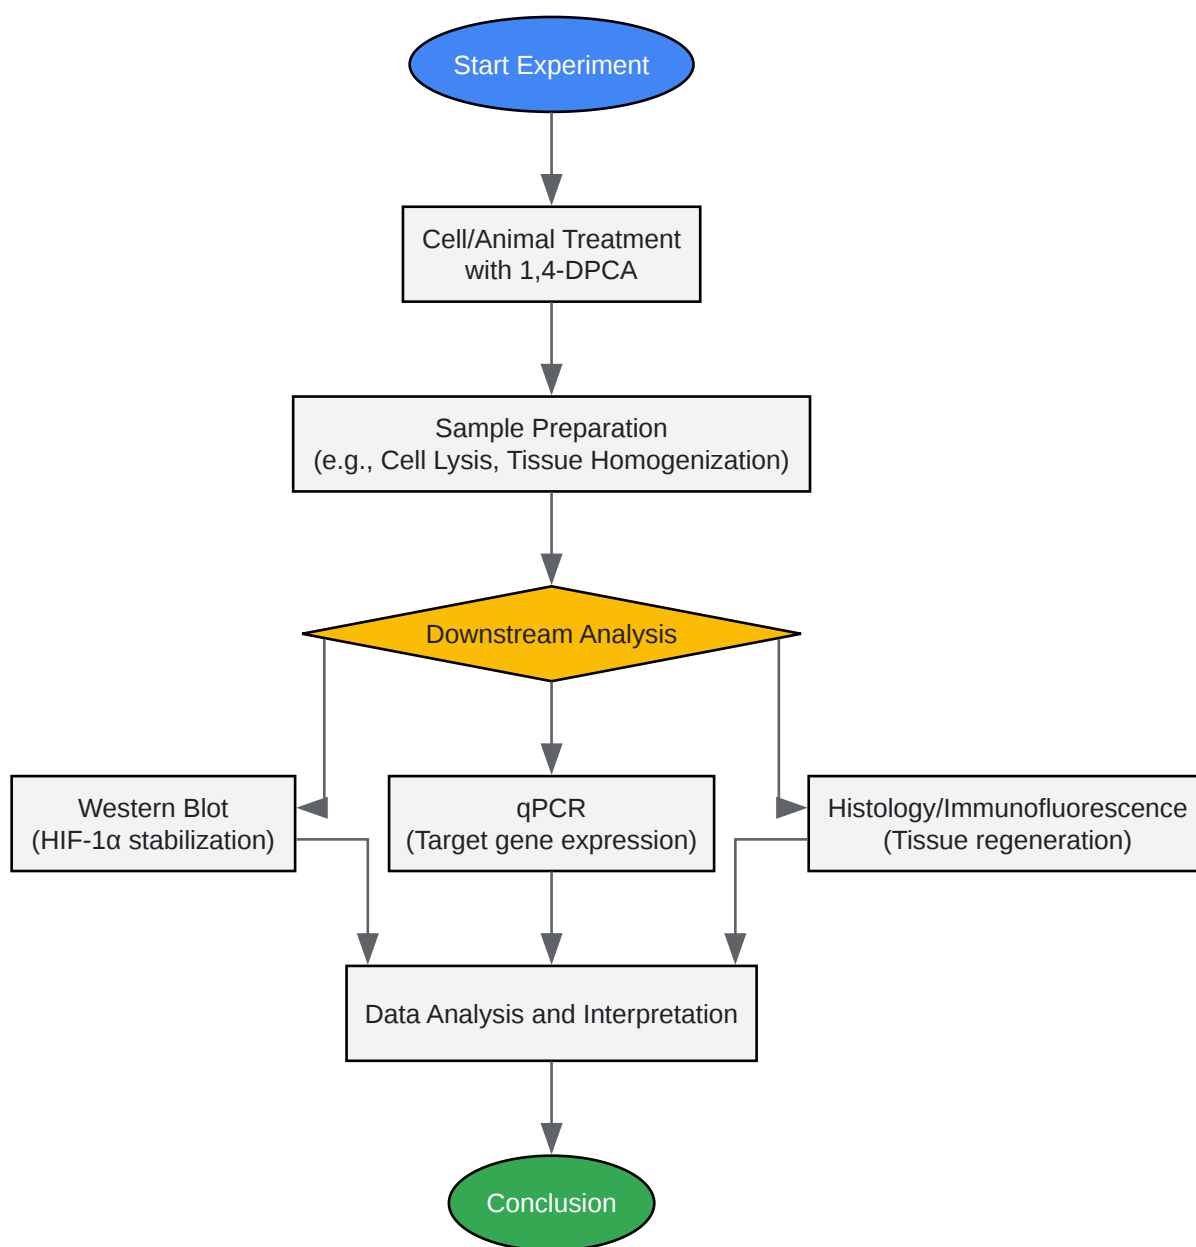 Start Experiment
Cell/Animal Treatment
with 1,4-DPCA
Sample Preparation
(e.g., Cell Lysis, Tissue Homogenization)
Downstream Analysis
Western Blot
(HIF-1α stabilization)
qPCR
(Target gene expression)
Histology/Immunofluorescence
(Tissue regeneration)
Data Analysis and Interpretation
Conclusion